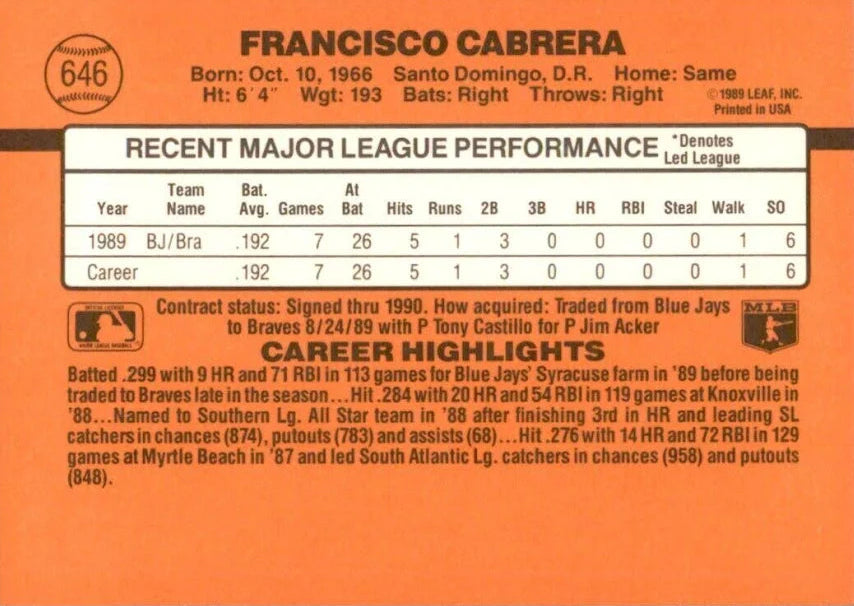 646
FRANCISCO CABRERA
Born: Oct. 10, 1966 Santo Domingo, D.R. Home: Same
Ht: 6'4" Wgt: 193 Bats: Right Throws: Right
©1989 LEAF, INC.
Printed in USA
RECENT MAJOR LEAGUE PERFORMANCE *Denotes
Led League
Year Team Name Bat. Avg. Games At Bat Hits Runs 2B 3B HR RBI Steal Walk SO
1989 BJ/Bra .192 7 26 5 1 3 0 0 0 0 1 6
Career .192 7 26 5 1 3 0 0 0 0 1 6
Contract status: Signed thru 1990. How acquired: Traded from Blue Jays
to Braves 8/24/89 with P Tony Castillo for P Jim Acker
MLB
CAREER HIGHLIGHTS
Batted .299 with 9 HR and 71 RBI in 113 games for Blue Jays' Syracuse farm in '89 before being
traded to Braves late in the season...Hit .284 with 20 HR and 54 RBI in 119 games at Knoxville in
'88...Named to Southern Lg. All Star team in '88 after finishing 3rd in HR and leading SL
catchers in chances (874), putouts (783) and assists (68)...Hit .276 with 14 HR and 72 RBI in 129
games at Myrtle Beach in '87 and led South Atlantic Lg. catchers in chances (958) and putouts
(848).